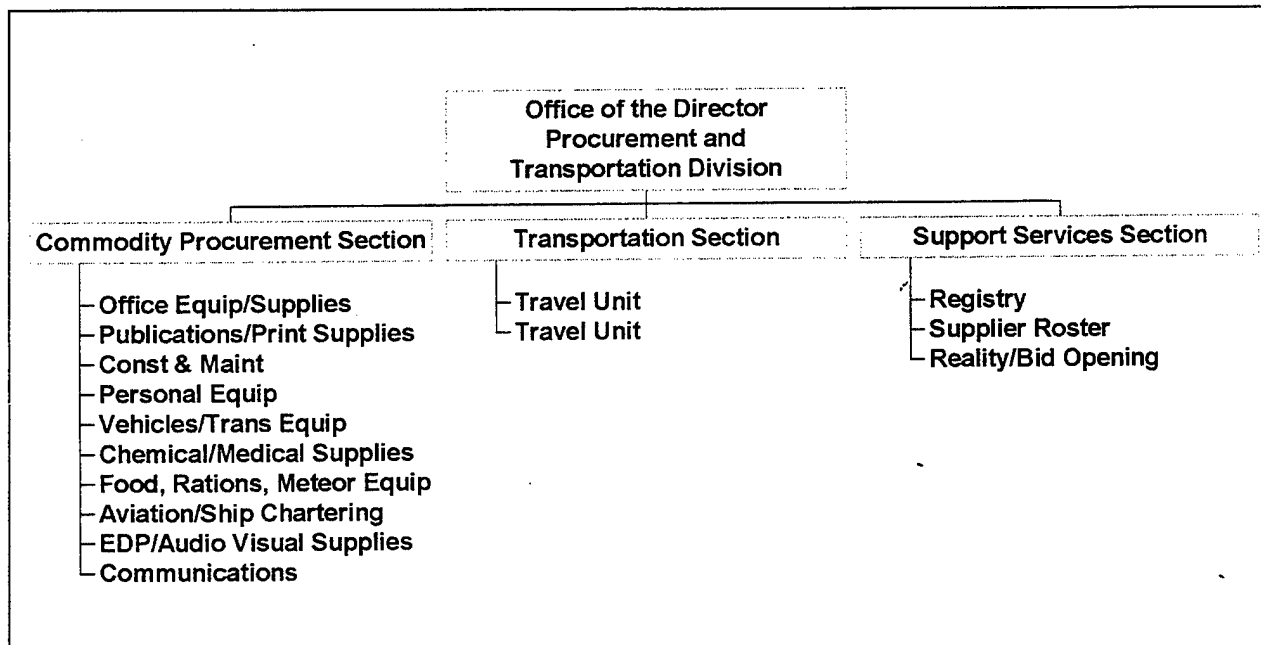 Office of the Director
Procurement and
Transportation Division
Commodity Procurement Section
Office Equip/Supplies
Publications/Print Supplies
Const & Maint
Personal Equip
Vehicles/Trans Equip
Chemical/Medical Supplies
Food, Rations, Meteor Equip
Aviation/Ship Chartering
EDP/Audio Visual Supplies
Communications
Transportation Section
Travel Unit
Travel Unit
Support Services Section
Registry
Supplier Roster
Reality/Bid Opening